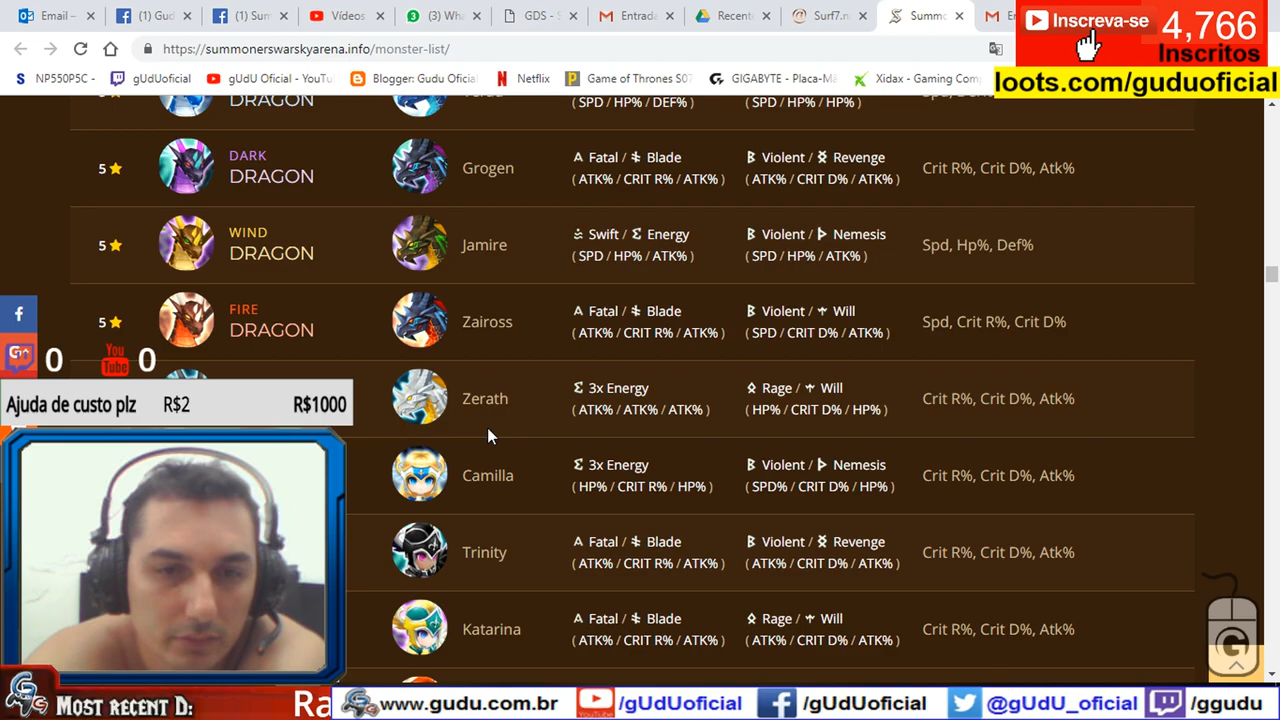 Email —
(1) Gud
(1) Sum
Vídeos
(3) Wha
GDS - S
Entrada
Recente
Surf7.
Summo
En
Inscreva-se
4,766
Inscritos
https://summonerswarskyarena.info/monster-list/
loots.com/guduoficial
NP550P5C -
gUdUoficial
gUdU oficial - YouTu
Blogger: Gudu Oficial
Netflix
Game of Thrones S07
GIGABYTE - Placa-Mã
Xidax - Gaming Comp
DRAGON
( SPD / HP% / DEF% )
( SPD / HP% / HP% )
5
DARK
DRAGON
Grogen
Fatal / Blade
( ATK% / CRIT R% / ATK% )
Violent / Revenge
( ATK% / CRIT D% / ATK% )
Crit R%, Crit D%, Atk%
5
WIND
DRAGON
Jamire
Swift / Energy
( SPD / HP% / ATK% )
Violent / Nemesis
( SPD / HP% / ATK% )
Spd, Hp%, Def%
5
FIRE
DRAGON
Zaiross
Fatal / Blade
( ATK% / CRIT R% / ATK% )
Violent / Will
( SPD / CRIT D% / ATK% )
Spd, Crit R%, Crit D%
0
You
Tube
0
Ajuda de custo plz
R$2
R$1000
Zerath
3x Energy
( ATK% / ATK% / ATK% )
Rage / Will
( HP% / CRIT D% / HP% )
Crit R%, Crit D%, Atk%
Camilla
3x Energy
( HP% / CRIT R% / HP% )
Violent / Nemesis
( SPD% / CRIT D% / HP% )
Crit R%, Crit D%, Atk%
Trinity
Fatal / Blade
( ATK% / CRIT R% / ATK% )
Violent / Revenge
( ATK% / CRIT D% / ATK% )
Crit R%, Crit D%, Atk%
Katarina
Fatal / Blade
( ATK% / CRIT R% / ATK% )
Rage / Will
( ATK% / CRIT D% / ATK% )
Crit R%, Crit D%, Atk%
MOST RECENT D:
Ra
www.gudu.com.br
/gUdUoficial
/gUdUoficial
@gUdU_oficial
/ggudu